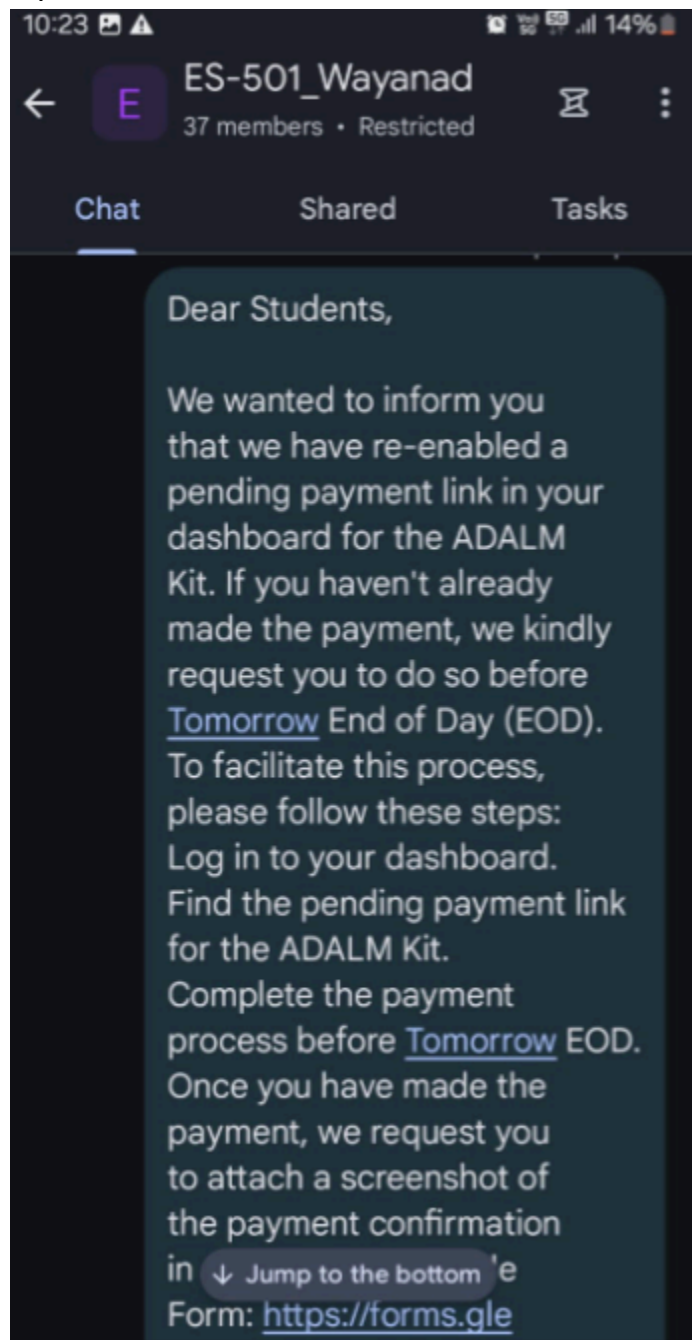 10:23
Vo)) 5G 5G 14%
E
ES-501_Wayanad
37 members • Restricted
Chat Shared Tasks
Dear Students,
We wanted to inform you
that we have re-enabled a
pending payment link in your
dashboard for the ADALM
Kit. If you haven't already
made the payment, we kindly
request you to do so before
Tomorrow End of Day (EOD).
To facilitate this process,
please follow these steps:
Log in to your dashboard.
Find the pending payment link
for the ADALM Kit.
Complete the payment
process before Tomorrow EOD.
Once you have made the
payment, we request you
to attach a screenshot of
the payment confirmation
in
↓ Jump to the bottom
Form: https://forms.gle